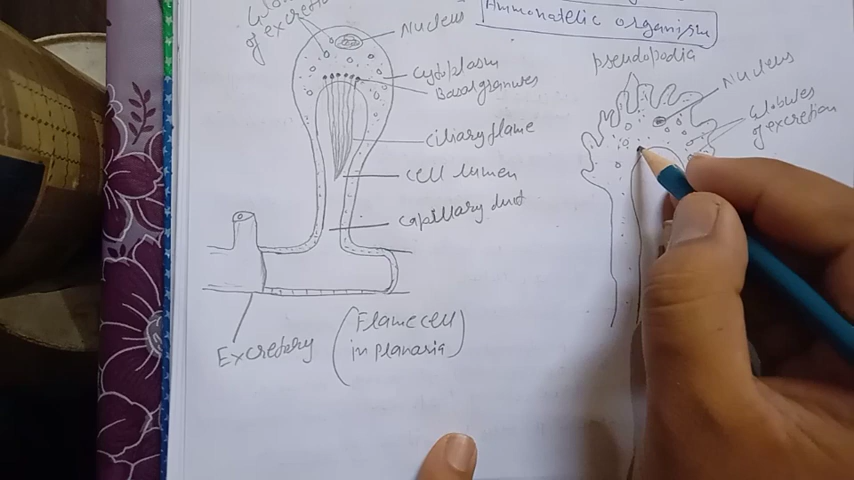 Ammonotelic organism
Globules
of excretion
Nucleus
Cytoplasm
Basal granules
Ciliary flame
Cell lumen
Capillary duct
Excretory
(Flame cell
in Planaria)
pseudopodia
Nucleus
Globules
of excretion